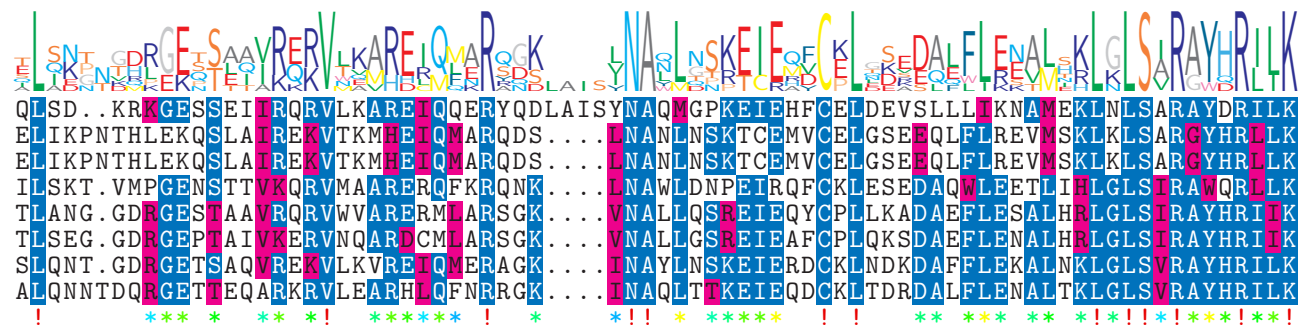 QLSD..KRKGESSEIIRQRVLKAREIQQERYQDLAISYNAQMGPKEIEHFCELDEVSLLLIKNAMEKLNLSARAYDRILK
ELIKPNTHLEKQSLAIREKVTKMHEIQMARQDS....LNANLNSKTCEMVCELGSEEQLFLREVMSKLKLSARGYHRLLK
ELIKPNTHLEKQSLAIREKVTKMHEIQMARQDS....LNANLNSKTCEMVCELGSEEQLFLREVMSKLKLSARGYHRLLK
ILSKT.VMPGENSTTVKQRVMAARERQFKRQNK....LNAWLDNPEIRQFCKLESEDAQWLEETLIHLGLSIRAWQRLLK
TLANG.GDRGESTAAVRQRVWVARERMLARSGK....VNALLQSREIEQYCPLLKADAEFLESALHRLGLSIRAYHRIIK
TLSEG.GDRGEPTAIVKERVNQARDCMLARSGK....VNALLGSREIEAFCPLQKSDAEFLENALHRLGLSIRAYHRIIK
SLQNT.GDRGETSAQVREKVLKVREIQMERAGK....INAYLNSKEIERDCKLNDKDAFFLEKALNKLGLSVRAYHRILK
ALQNNTDQRGETTEQARKRVLEARHLQFNRRGK....INAQLTTKEIEQDCKLTDRDALFLENALTKLGLSVRAYHRILK
! *** * ** *! ****** ! * *!! * ***** ! ! ** *** ** !*!!!*!***!**!